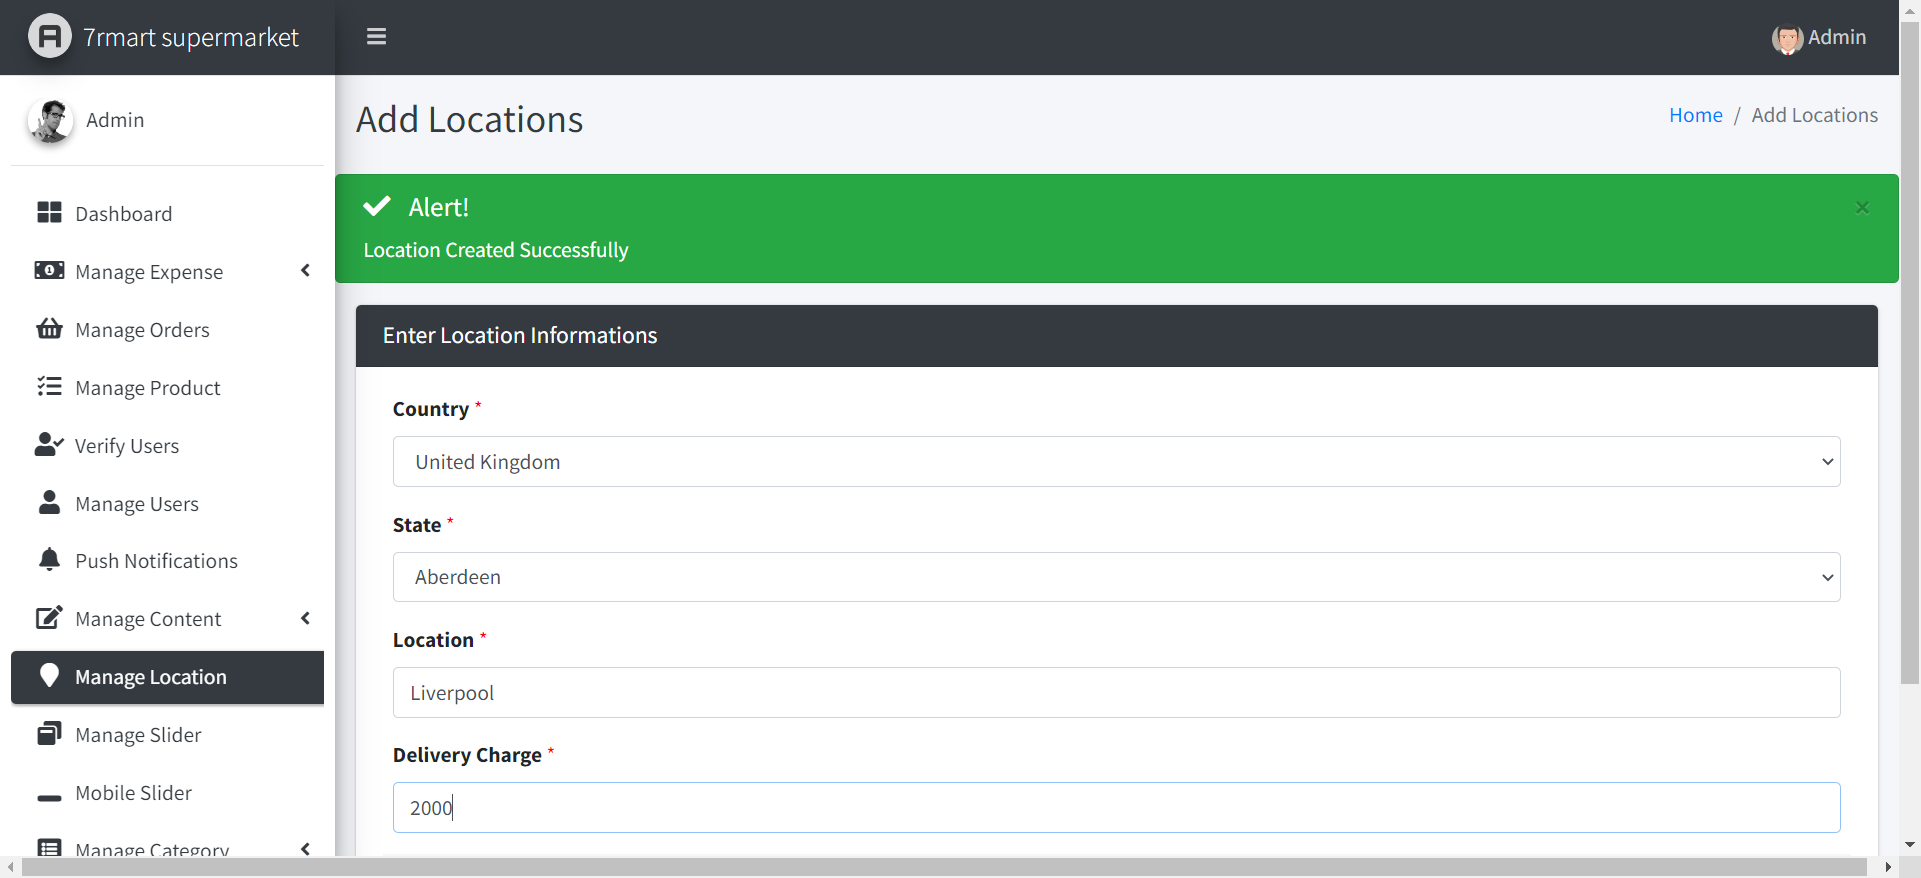 7rmart supermarket
Admin
Admin
Dashboard
Manage Expense
Manage Orders
Manage Product
Verify Users
Manage Users
Push Notifications
Manage Content
Manage Location
Manage Slider
Mobile Slider
Manage Category
Add Locations
Home / Add Locations
Alert!
×
Location Created Successfully
Enter Location Informations
Country *
United Kingdom
State *
Aberdeen
Location *
Liverpool
Delivery Charge *
2000